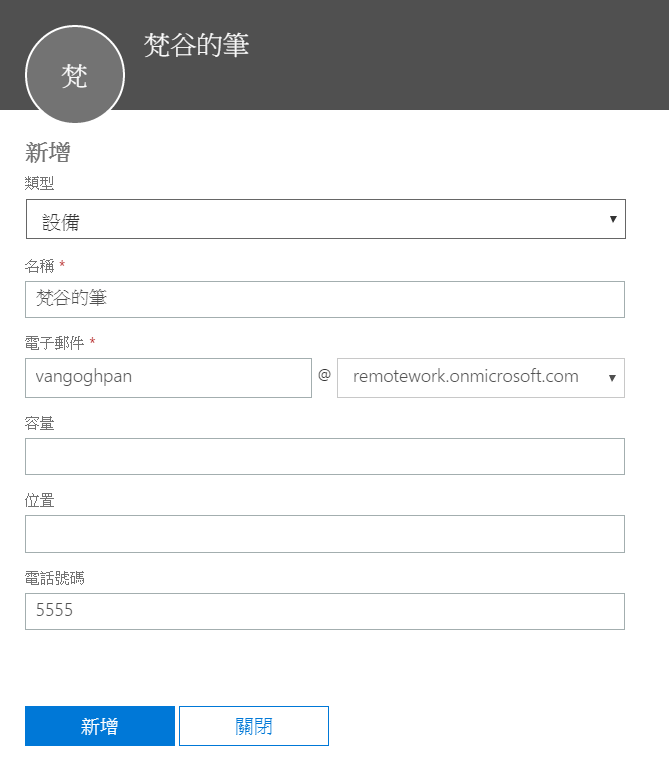 梵谷的筆
梵
新增
類型
設備
名稱 *
梵谷的筆
電子郵件 *
vangoghpan @ remotework.onmicrosoft.com
容量
位置
電話號碼
5555
新增 關閉